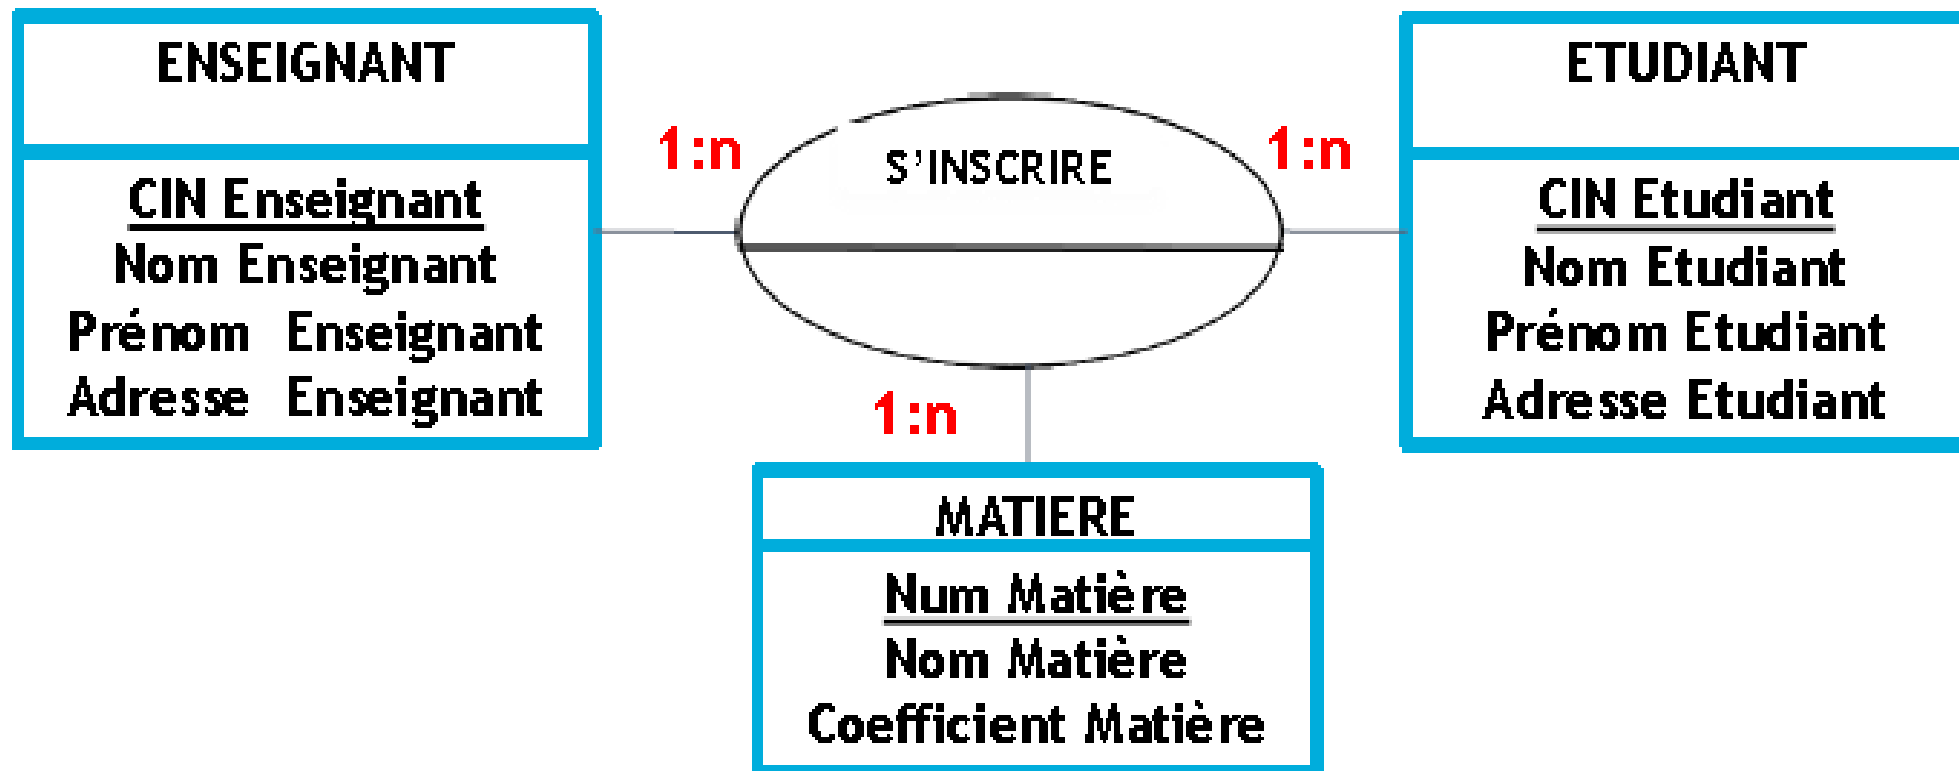 ENSEIGNANT
CIN Enseignant
Nom Enseignant
Prénom Enseignant
Adresse Enseignant
1:n
S'INSCRIRE
1:n
ETUDIANT
CIN Etudiant
Nom Etudiant
Prénom Etudiant
Adresse Etudiant
1:n
MATIERE
Num Matière
Nom Matière
Coefficient Matière